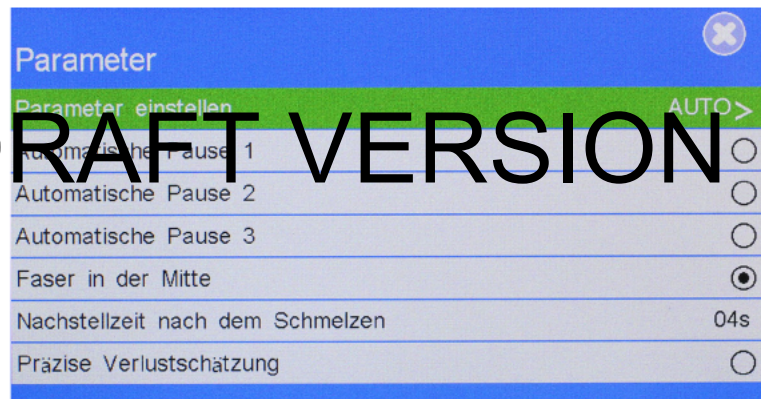 Parameter
Parameter einstellen AUTO>
Automatische Pause 1
RAFT VERSION
Automatische Pause 2
Automatische Pause 3
Faser in der Mitte
Nachstellzeit nach dem Schmelzen 04s
Präzise Verlustschätzung